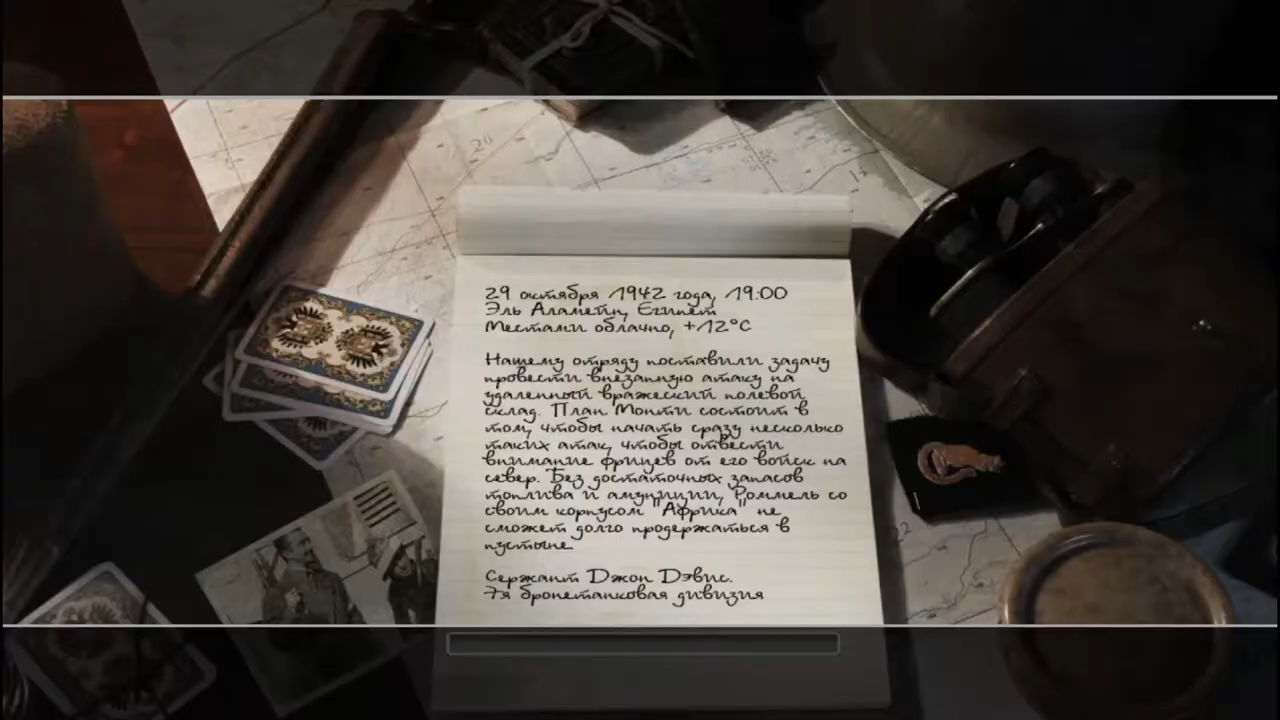 29 октября 1942 года, 19:00
Эль Аламейн, Египет
Местами облачно, +12°C
Нашему отряду поставили задачу
провести внезапную атаку на
удаленный вражеский полевой
склад. План Монти состоит в
том, чтобы начать сразу несколько
таких атак, чтобы отвести
внимание фрицев от его войск на
север. Без достаточных запасов
топлива и амуниции, Роммель со
своим корпусом "Африка" не
сможет долго продержаться в
пустыне.
Сержант Джон Дэвис.
7я бронетанковая дивизия